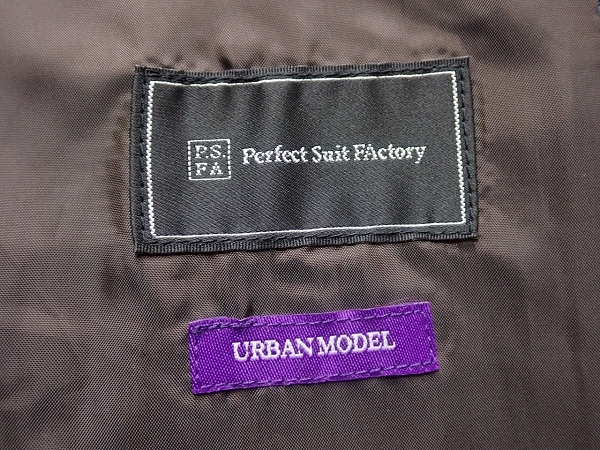 P.S.
FA
Perfect Suit FActory
URBAN MODEL